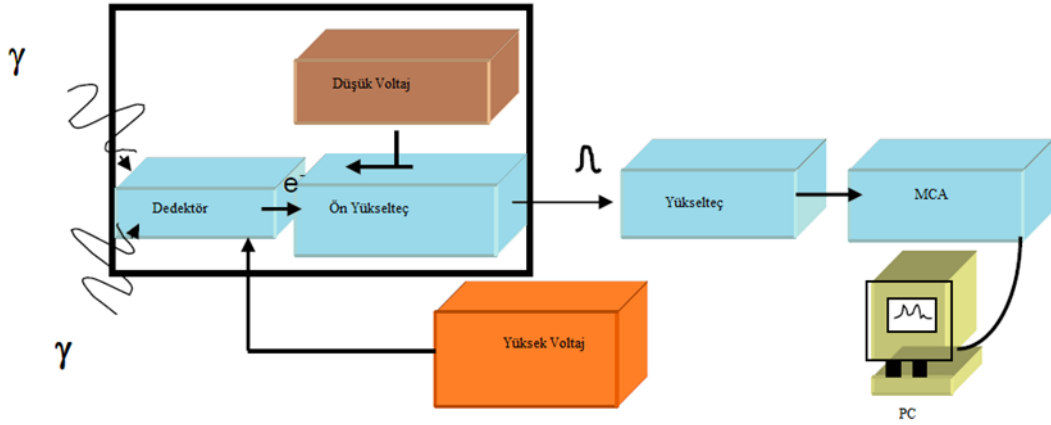 γ
Düşük Voltaj
Dedektör
e⁻
Ön Yükselteç
Yükselteç
MCA
γ
Yüksek Voltaj
PC